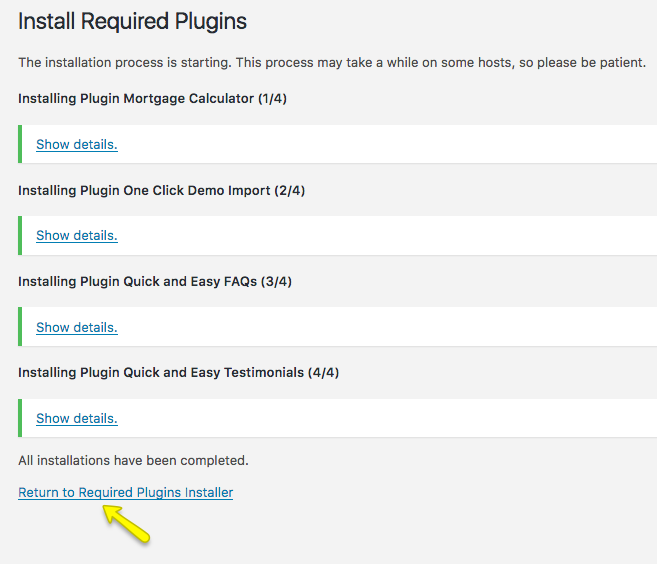 Install Required Plugins
The installation process is starting. This process may take a while on some hosts, so please be patient.
Installing Plugin Mortgage Calculator (1/4)
Show details.
Installing Plugin One Click Demo Import (2/4)
Show details.
Installing Plugin Quick and Easy FAQs (3/4)
Show details.
Installing Plugin Quick and Easy Testimonials (4/4)
Show details.
All installations have been completed.
Return to Required Plugins Installer